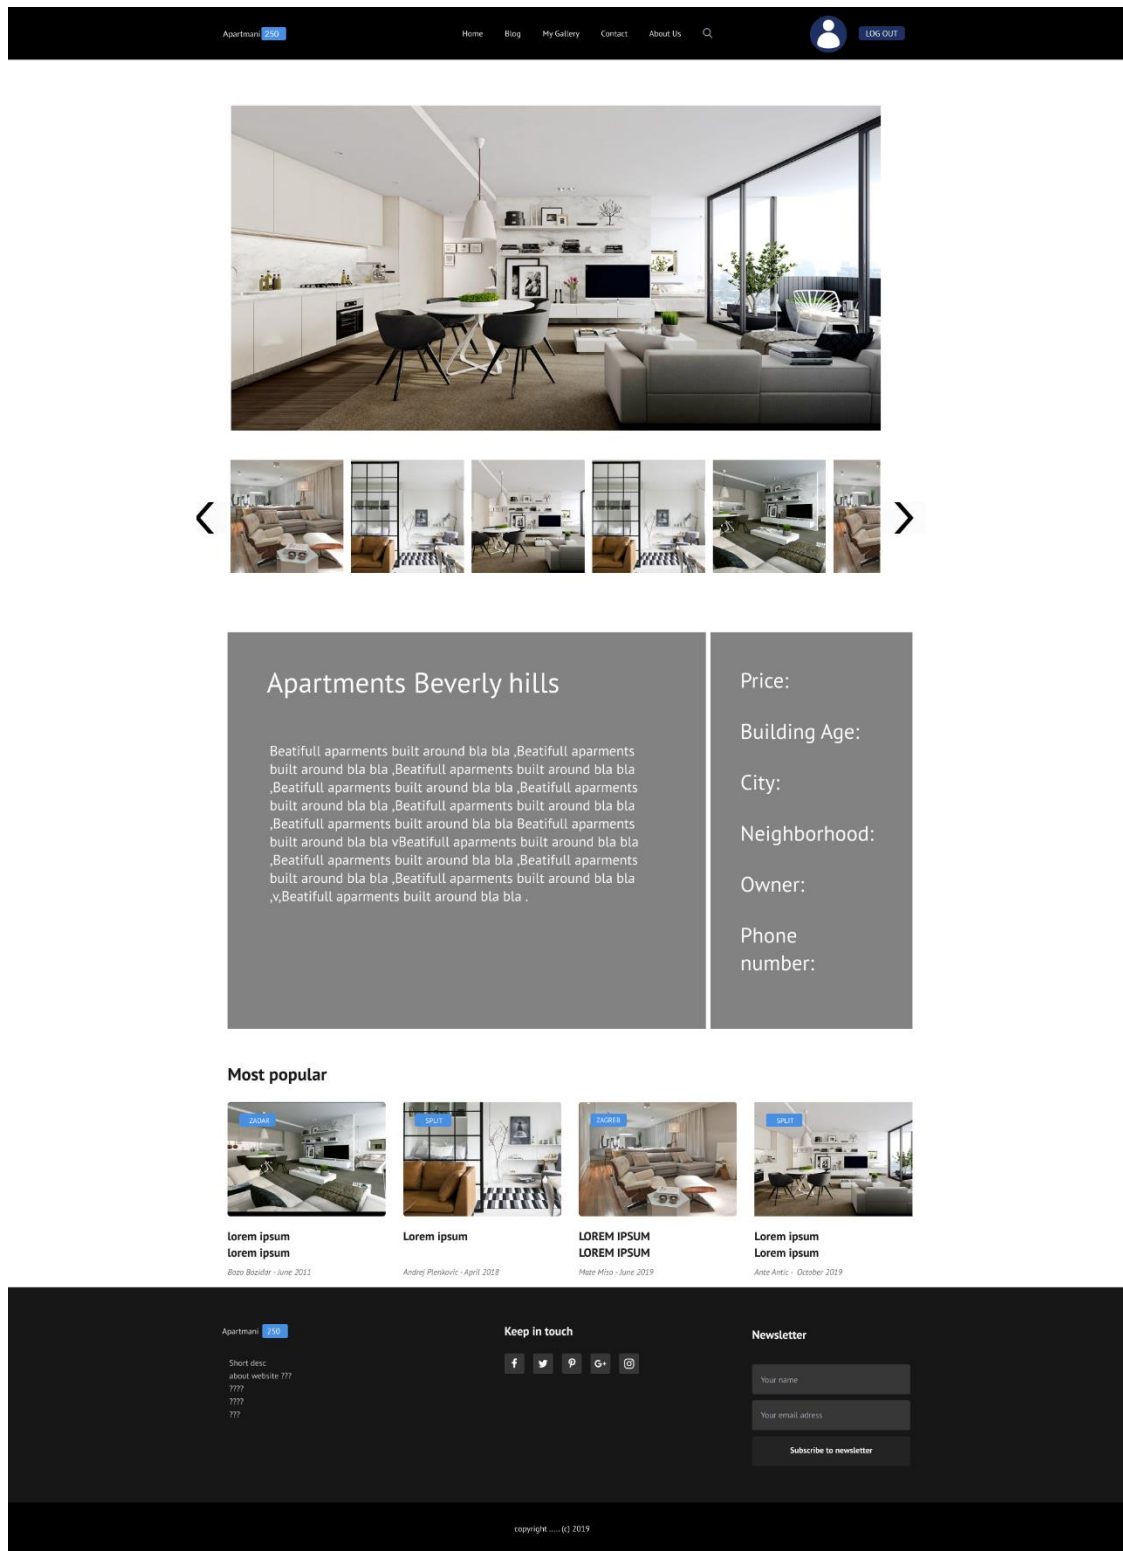 Apartmani 250
Home Blog My Gallery Contact About Us
LOG OUT
Apartments Beverly hills
Beatifull aparments built around bla bla ,Beatifull aparments
built around bla bla ,Beatifull aparments built around bla bla
,Beatifull aparments built around bla bla ,Beatifull aparments
built around bla bla ,Beatifull aparments built around bla bla
,Beatifull aparments built around bla bla Beatifull aparments
built around bla bla vBeatifull aparments built around bla bla
,Beatifull aparments built around bla bla ,Beatifull aparments
built around bla bla ,Beatifull aparments built around bla bla
,v,Beatifull aparments built around bla bla .
Price:
Building Age:
City:
Neighborhood:
Owner:
Phone
number:
Most popular
ZADAR
lorem ipsum
lorem ipsum
Bozo Bozidar - June 2011
SPLIT
Lorem ipsum
Andrej Plenkovic - April 2018
ZAGREB
LOREM IPSUM
LOREM IPSUM
Mate Miso - June 2019
SPLIT
Lorem ipsum
Lorem ipsum
Ante Antic - October 2019
Apartmani 250
Short desc
about website ???
????
????
???
Keep in touch
Newsletter
Your name
Your email adress
Subscribe to newsletter
copyright ..... (c) 2019